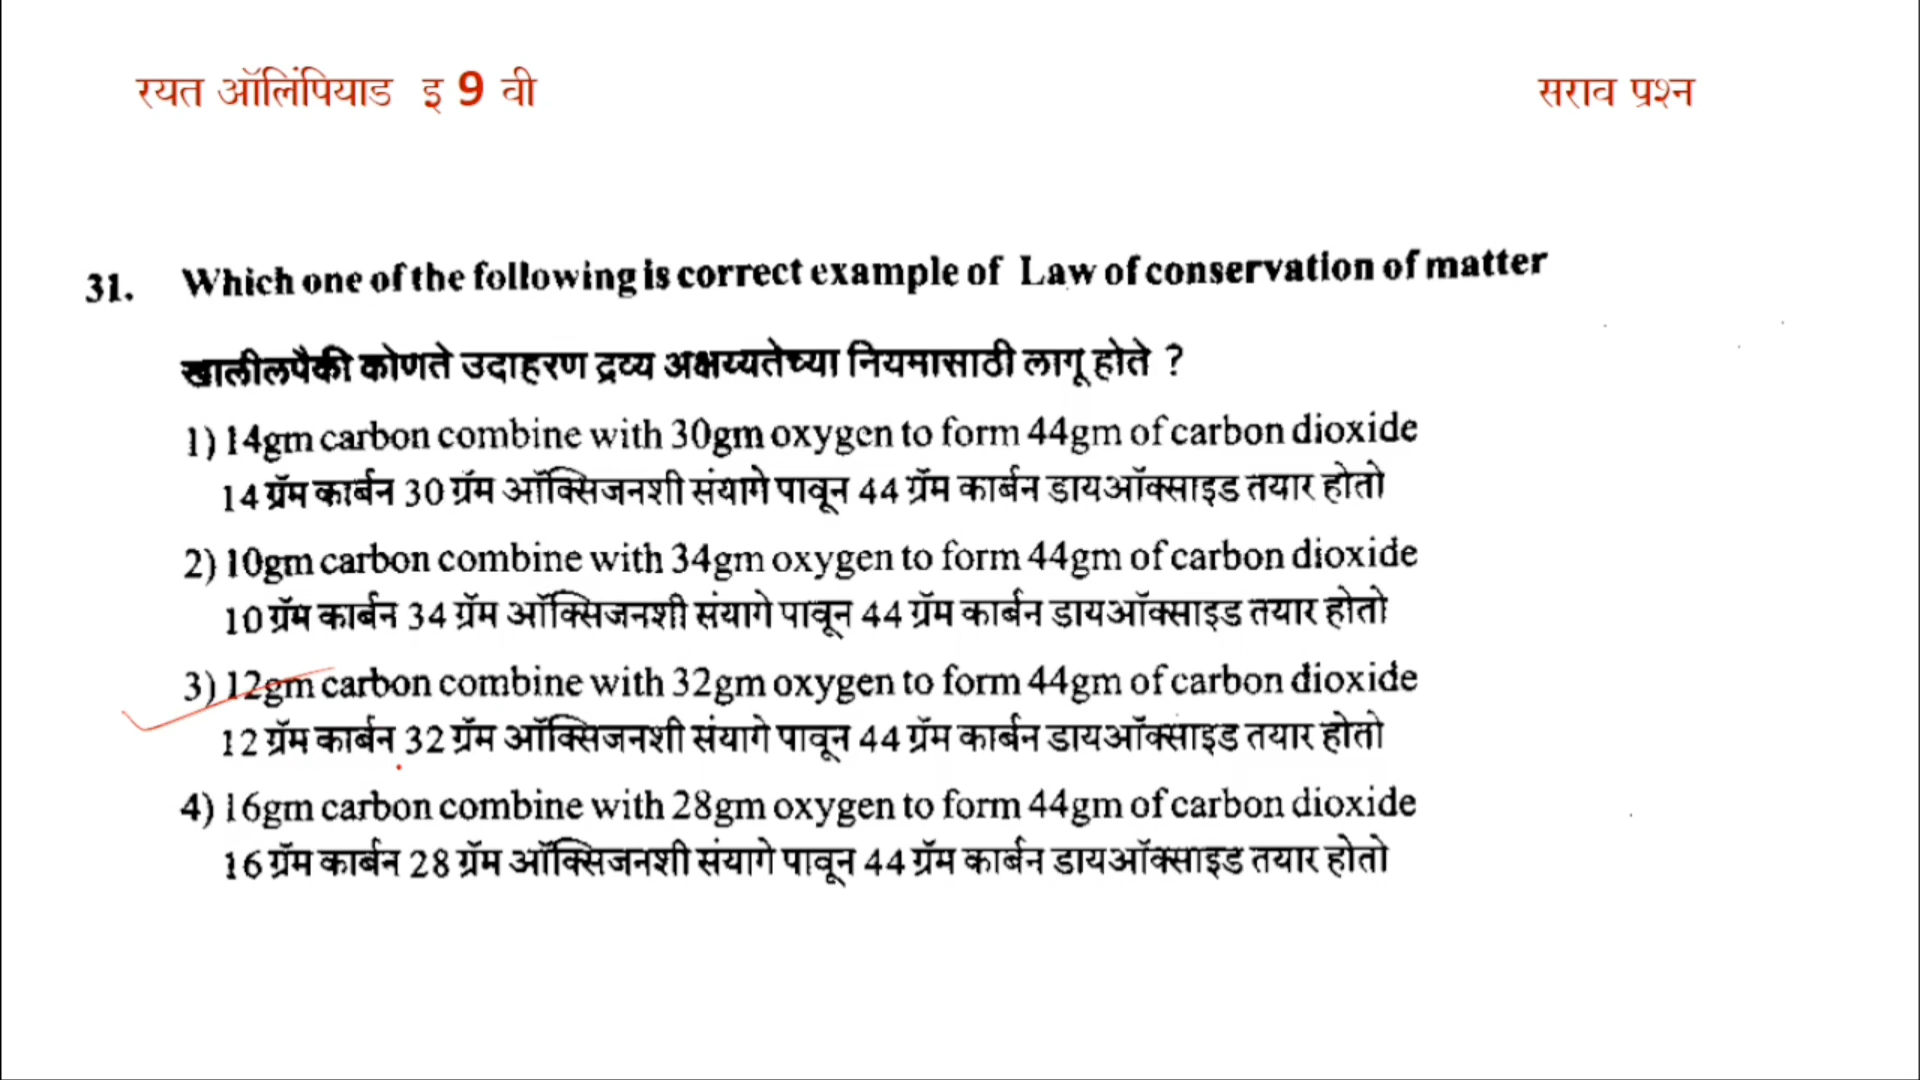 रयत ऑलिंपियाड इ 9 वी
सराव प्रश्न
31. Which one of the following is correct example of Law of conservation of matter
खालीलपैकी कोणते उदाहरण द्रव्य अक्षय्यतेच्या नियमासाठी लागू होते ?
1) 14gm carbon combine with 30gm oxygen to form 44gm of carbon dioxide
14 ग्रॅम कार्बन 30 ग्रॅम ऑक्सिजनशी संयागे पावून 44 ग्रॅम कार्बन डायऑक्साइड तयार होतो
2) 10gm carbon combine with 34gm oxygen to form 44gm of carbon dioxide
10 ग्रॅम कार्बन 34 ग्रॅम ऑक्सिजनशी संयागे पावून 44 ग्रॅम कार्बन डायऑक्साइड तयार होतो
3) 12gm carbon combine with 32gm oxygen to form 44gm of carbon dioxide
12 ग्रॅम कार्बन 32 ग्रॅम ऑक्सिजनशी संयागे पावून 44 ग्रॅम कार्बन डायऑक्साइड तयार होतो
4) 16gm carbon combine with 28gm oxygen to form 44gm of carbon dioxide
16 ग्रॅम कार्बन 28 ग्रॅम ऑक्सिजनशी संयागे पावून 44 ग्रॅम कार्बन डायऑक्साइड तयार होतो